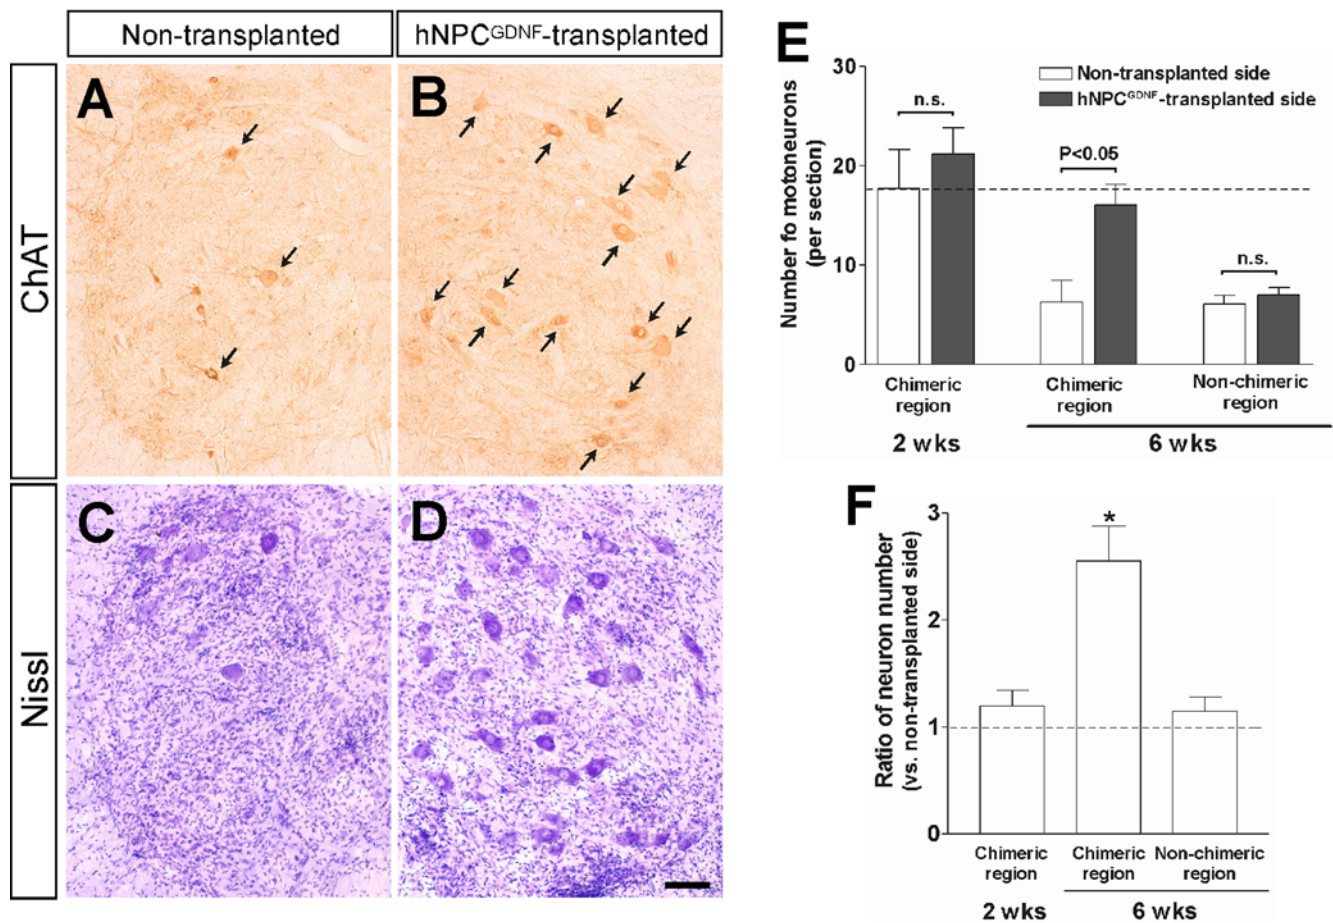 Non-transplanted
hNPCGDNF-transplanted
ChAT
A
B
Nissl
C
D
E
Non-transplanted side
hNPCGDNF-transplanted side
Number fo motoneurons
(per section)
30
20
10
0
n.s.
P<0.05
n.s.
Chimeric
region
Chimeric
region
Non-chimeric
region
2 wks
6 wks
F
Ratio of neuron number
(vs. non-transplanted side)
3
2
1
0
*
Chimeric
region
Chimeric
region
Non-chimeric
region
2 wks
6 wks